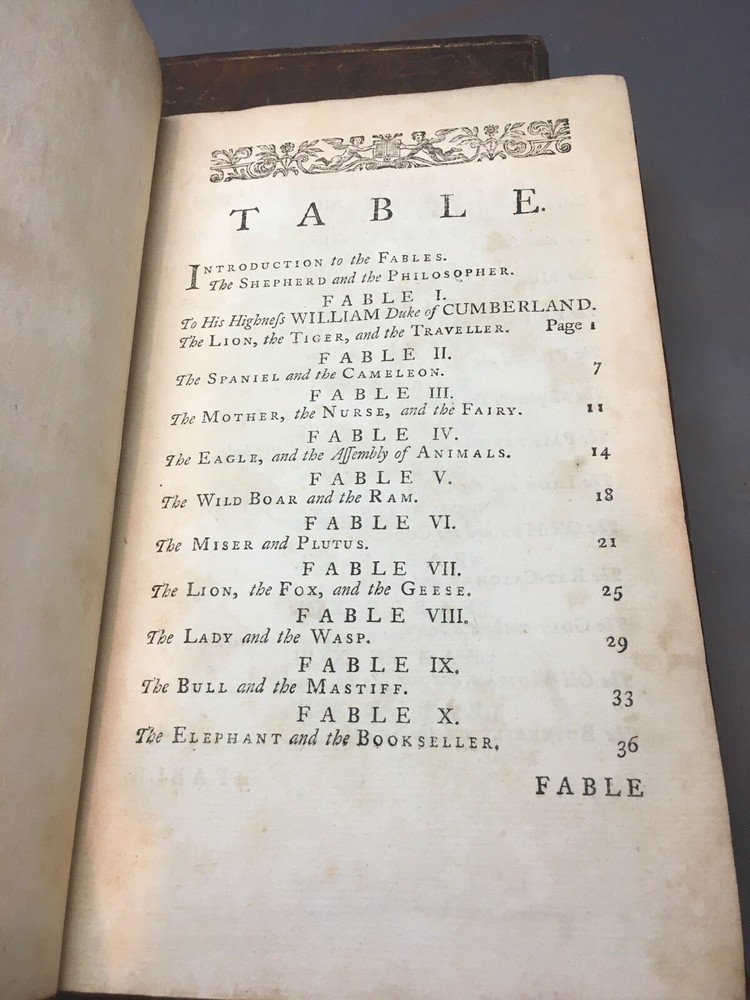 TABLE.
INTRODUCTION to the FABLES.
The SHEPHERD and the PHILOSOPHER.
FABLE I.
To His Highneſs WILLIAM Duke of CUMBERLAND.
The LION, the TIGER, and the TRAVELLER. Page 1
FABLE II.
The SPANIEL and the CAMELEON. 7
FABLE III.
The MOTHER, the NURSE, and the FAIRY. 11
FABLE IV.
The EAGLE, and the Aſſembly of ANIMALS. 14
FABLE V.
The WILD BOAR and the RAM. 18
FABLE VI.
The MISER and PLUTUS. 21
FABLE VII.
The LION, the FOX, and the GEESE. 25
FABLE VIII.
The LADY and the WASP. 29
FABLE IX.
The BULL and the MASTIFF. 33
FABLE X.
The ELEPHANT and the BOOKSELLER. 36
FABLE